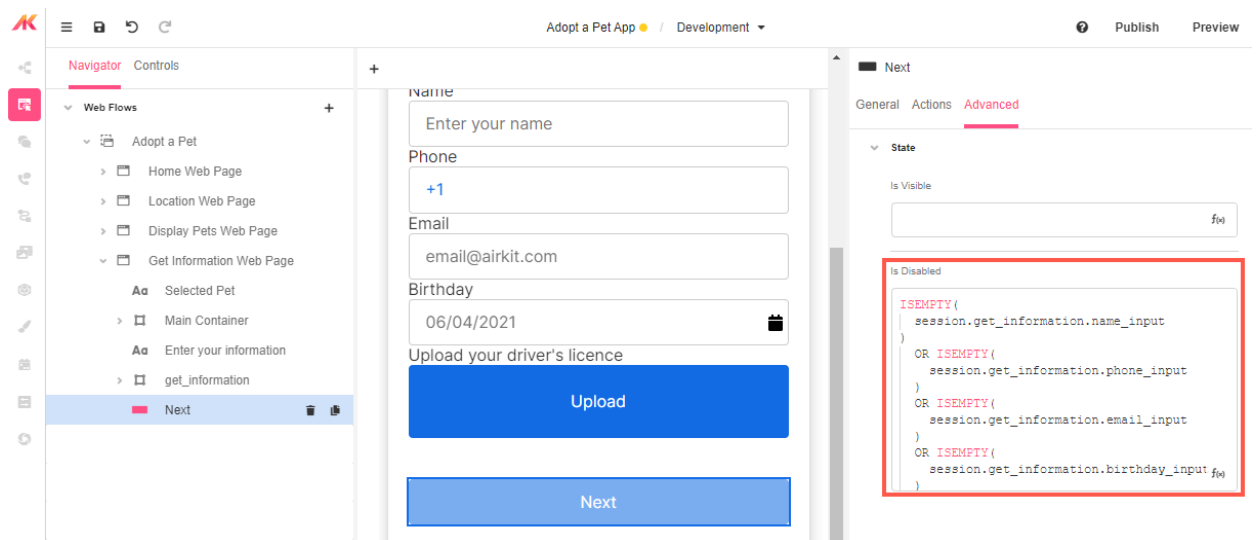 Adopt a Pet App / Development
Publish
Preview
Navigator Controls
Web Flows
Adopt a Pet
Home Web Page
Location Web Page
Display Pets Web Page
Get Information Web Page
Aa Selected Pet
Main Container
Aa Enter your information
get_information
Next
+
Name
Enter your name
Phone
+1
Email
email@airkit.com
Birthday
06/04/2021
Upload your driver's licence
Upload
Next
Next
General Actions Advanced
State
Is Visible
f(x)
Is Disabled
ISEMPTY(
session.get_information.name_input
)
OR ISEMPTY(
session.get_information.phone_input
)
OR ISEMPTY(
session.get_information.email_input
)
OR ISEMPTY(
session.get_information.birthday_input
)
f(x)